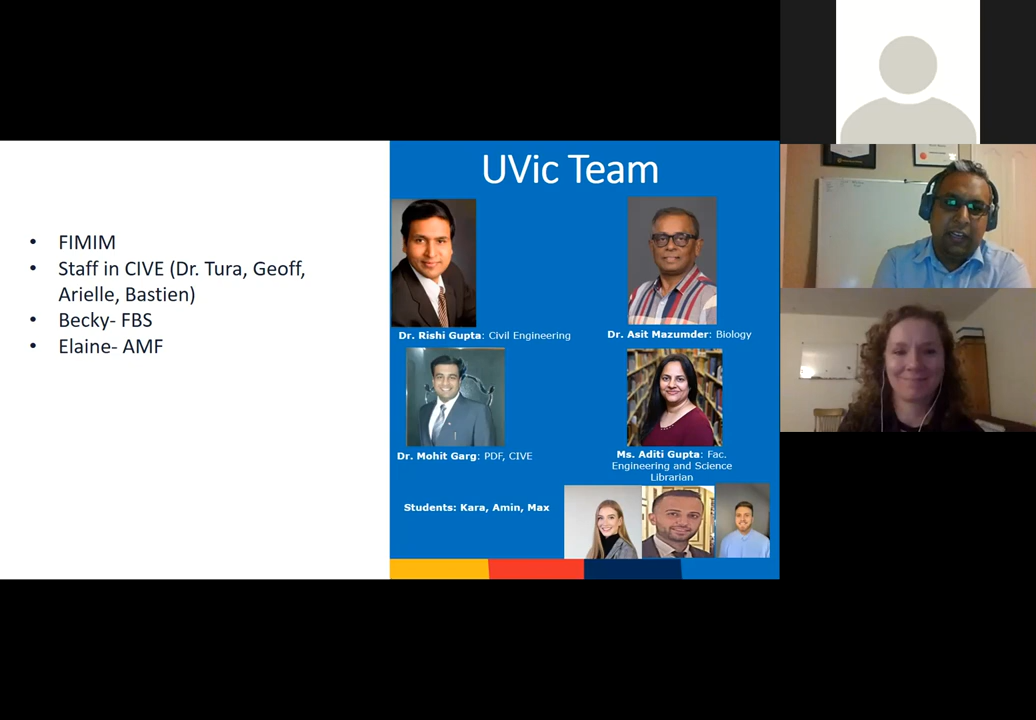 • FIMIM
• Staff in CIVE (Dr. Tura, Geoff,
Arielle, Bastien)
• Becky- FBS
• Elaine- AMF
UVic Team
Dr. Rishi Gupta: Civil Engineering
Dr. Asit Mazumder: Biology
Dr. Mohit Garg: PDF, CIVE
Ms. Aditi Gupta: Fac.
Engineering and Science
Librarian
Students: Kara, Amin, Max